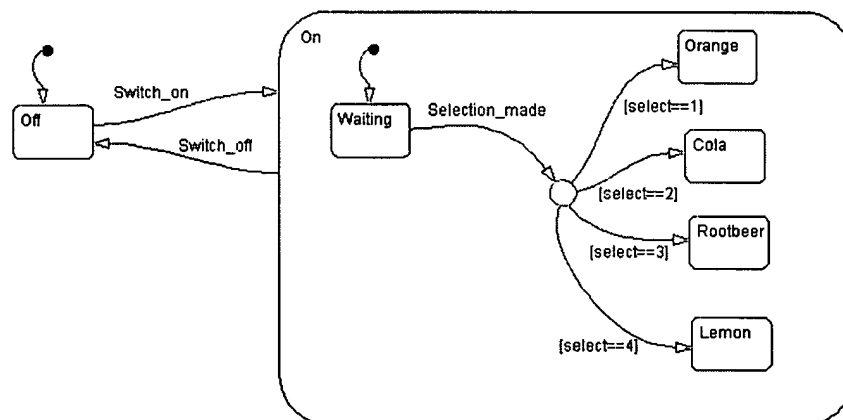 On
Orange
Switch_on
Selection_made
[select==1]
Off
Waiting
Switch_off
Cola
[select==2]
Rootbeer
[select==3]
Lemon
[select==4]